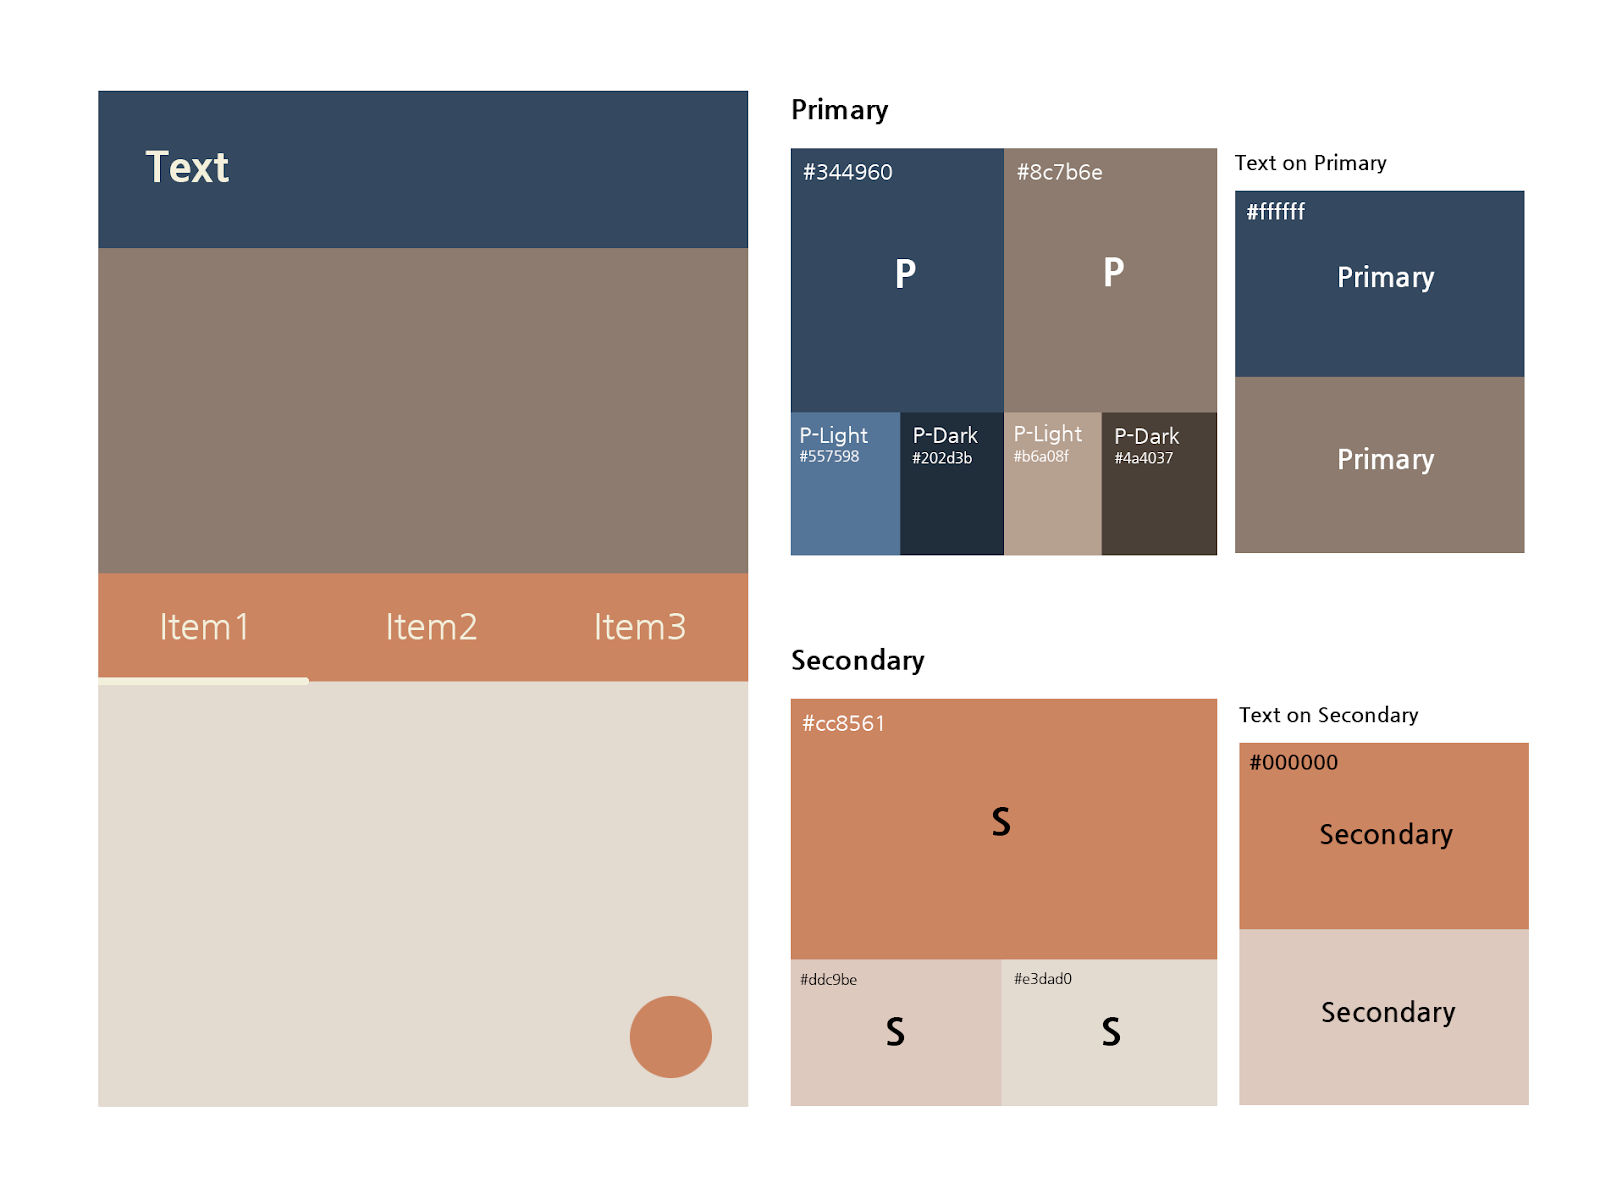 Text
Item1
Item2
Item3
Primary
#344960
P
#8c7b6e
P
P-Light
#557598
P-Dark
#202d3b
P-Light
#b6a08f
P-Dark
#4a4037
Text on Primary
#ffffff
Primary
Primary
Secondary
#cc8561
S
#ddc9be
S
#e3dad0
S
Text on Secondary
#000000
Secondary
Secondary